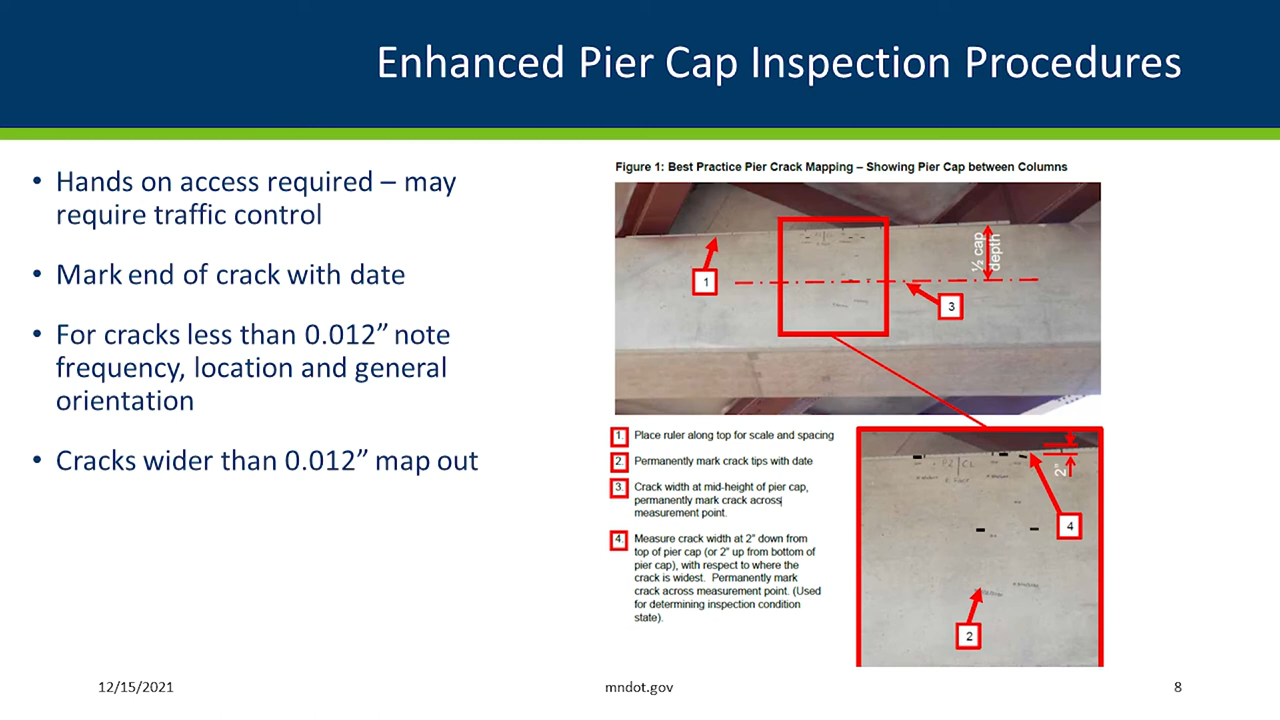 Enhanced Pier Cap Inspection Procedures
• Hands on access required – may
require traffic control
• Mark end of crack with date
• For cracks less than 0.012” note
frequency, location and general
orientation
• Cracks wider than 0.012” map out
Figure 1: Best Practice Pier Crack Mapping – Showing Pier Cap between Columns
½ cap
depth
1
3
1. Place ruler along top for scale and spacing
2. Permanently mark crack tips with date
3. Crack width at mid-height of pier cap,
permanently mark crack across
measurement point.
4. Measure crack width at 2” down from
top of pier cap (or 2” up from bottom of
pier cap), with respect to where the
crack is widest. Permanently mark
crack across measurement point. (Used
for determining inspection condition
state).
P2 | CL
2”
4
2
12/15/2021
mndot.gov
8